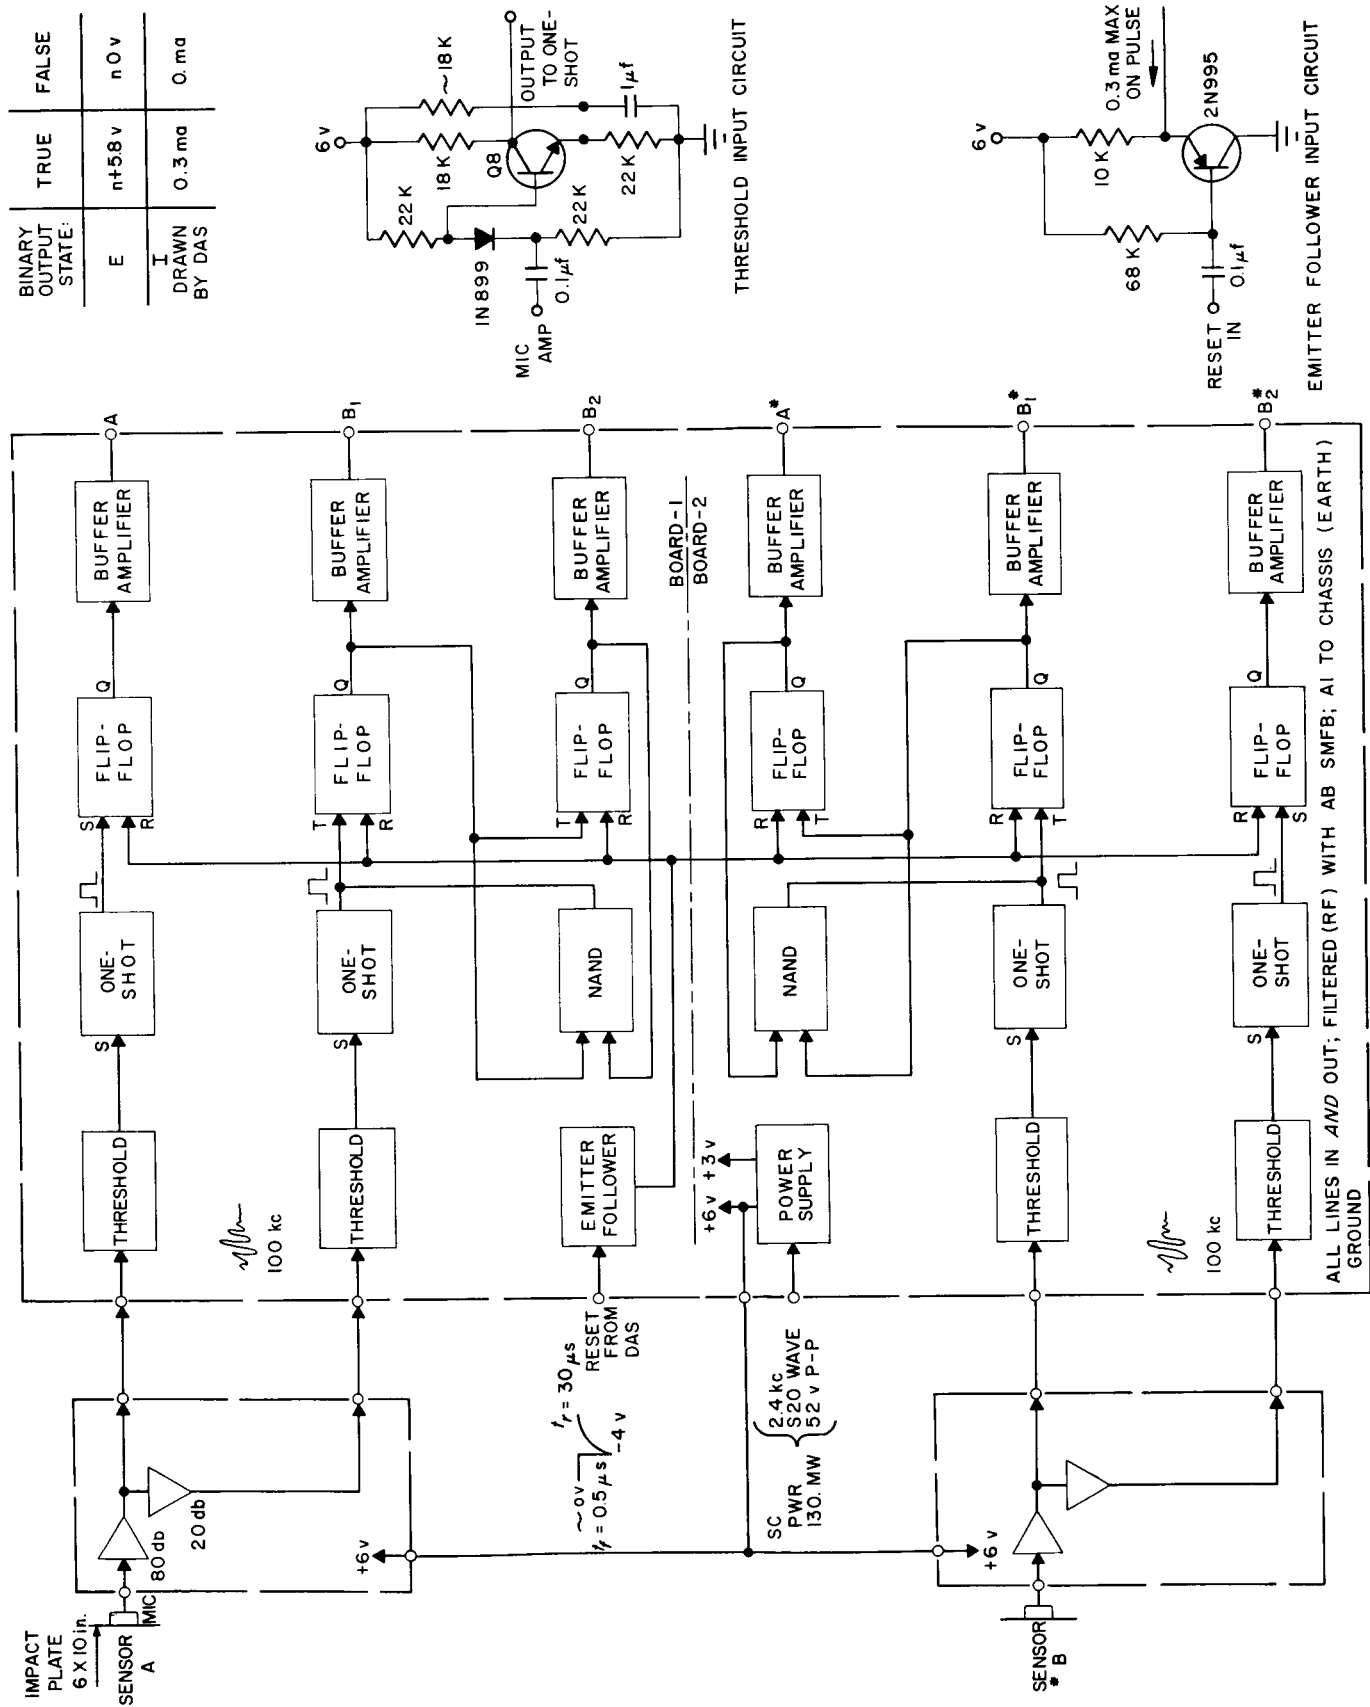 IMPACT
PLATE
6 X 10 in.
SENSOR
A
MIC
80 db
20 db
+6 v
THRESHOLD
S
ONE-
SHOT
S
R
FLIP-
FLOP
Q
BUFFER
AMPLIFIER
A
100 kc
THRESHOLD
S
ONE-
SHOT
T
R
FLIP-
FLOP
Q
BUFFER
AMPLIFIER
B1
~ 0 v
tf = 0.5 μs
-4 v
tr = 30 μs
RESET
FROM
DAS
EMITTER
FOLLOWER
NAND
T
R
FLIP-
FLOP
Q
BUFFER
AMPLIFIER
B2
BOARD-1
BOARD-2
SC
PWR
130. MW
2.4 kc
S20 WAVE
52 v P-P
+6 v
+3 v
POWER
SUPPLY
NAND
R
T
FLIP-
FLOP
Q
BUFFER
AMPLIFIER
A*
SENSOR
* B
+6 v
THRESHOLD
S
ONE-
SHOT
R
T
FLIP-
FLOP
Q
BUFFER
AMPLIFIER
B1*
100 kc
THRESHOLD
S
ONE-
SHOT
R
S
FLIP-
FLOP
Q
BUFFER
AMPLIFIER
B2*
ALL LINES IN AND OUT; FILTERED (RF) WITH AB SMFB; AI TO CHASSIS (EARTH)
GROUND
BINARY
OUTPUT
STATE:
TRUE
FALSE
E
n+5.8 v
n 0 v
I
DRAWN
BY DAS
0.3 ma
0. ma
6 v
22 K
18 K
~18 K
Q8
OUTPUT
TO ONE-
SHOT
IN 899
MIC
AMP
0.1 μf
22 K
22 K
1 μf
THRESHOLD INPUT CIRCUIT
6 v
68 K
10 K
0.3 ma MAX
ON PULSE
2N995
RESET
IN
0.1 μf
EMITTER FOLLOWER INPUT CIRCUIT